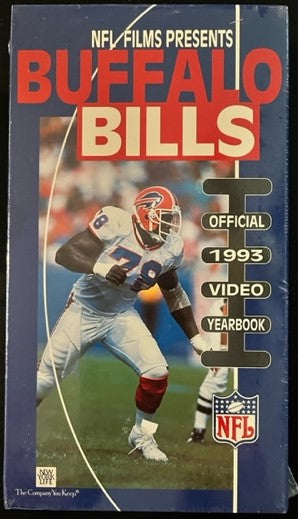 NFL FILMS PRESENTS
BUFFALO
BILLS
OFFICIAL
1993
VIDEO
YEARBOOK
78
NFL
NEW
YORK
LIFE
The Company You Keep®